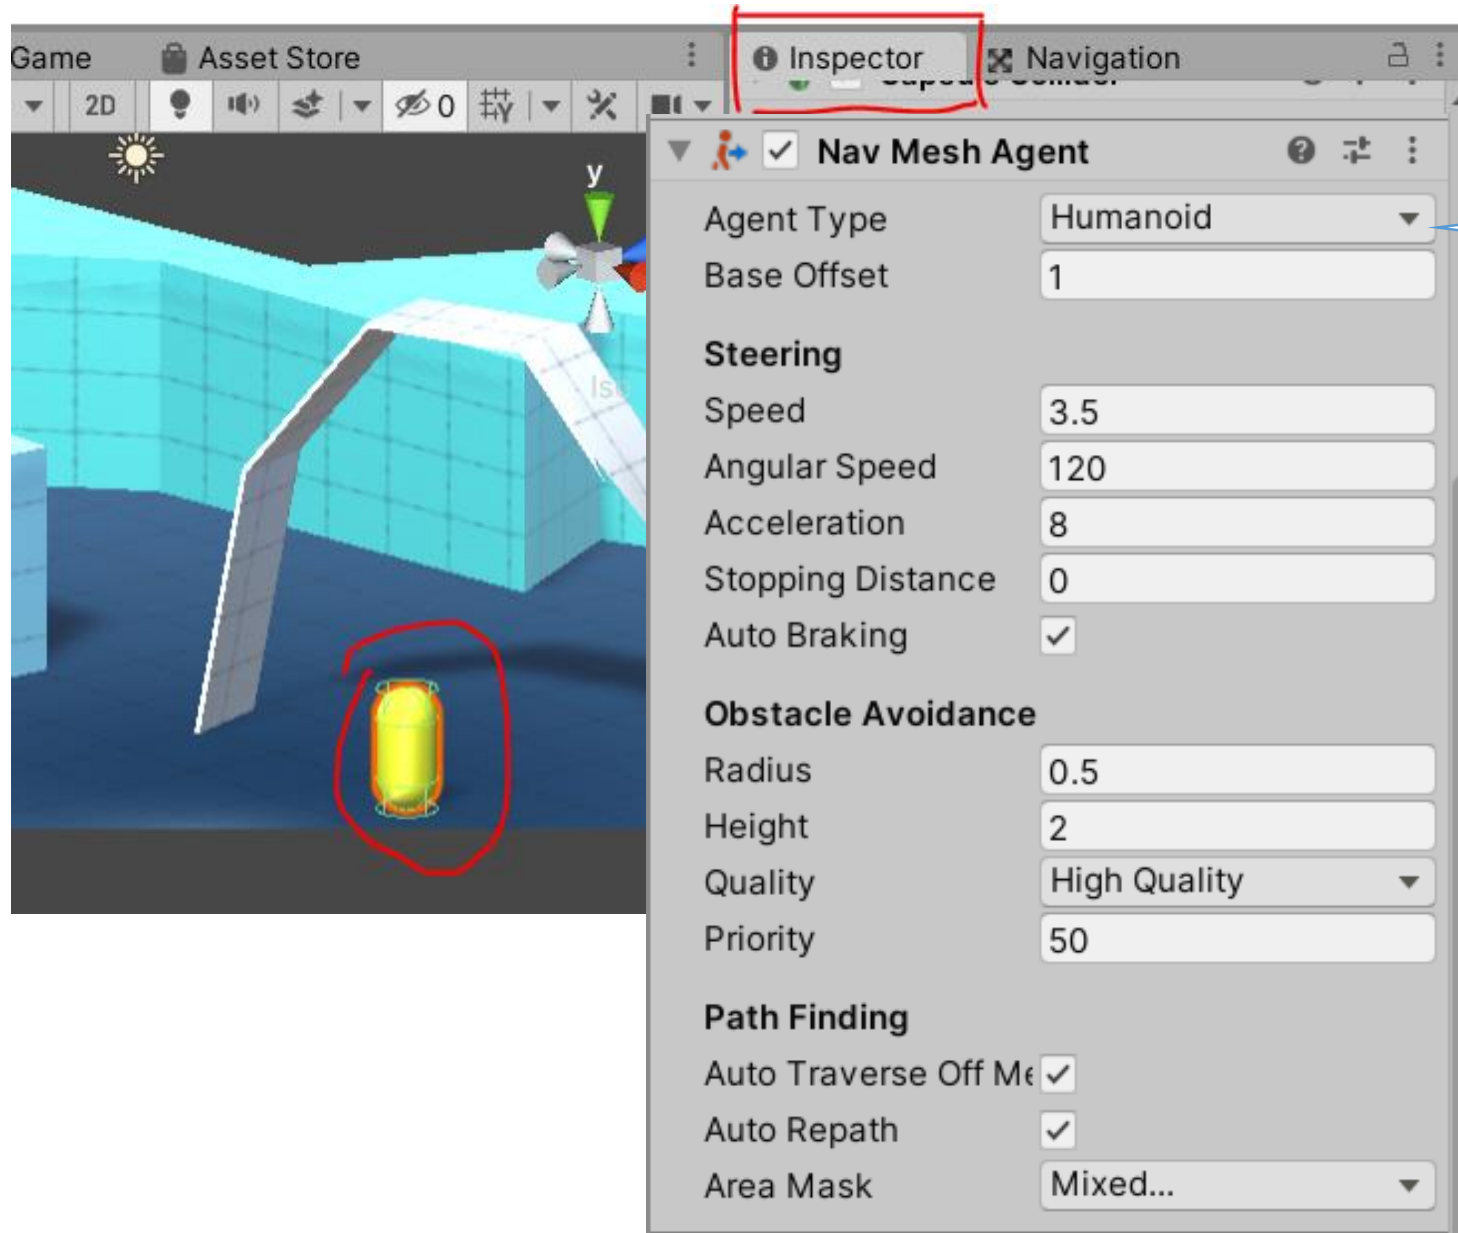 Game
Asset Store
Inspector
Navigation
2D
0
y
Nav Mesh Agent
Agent Type
Humanoid
Base Offset
1
Steering
Speed
3.5
Angular Speed
120
Acceleration
8
Stopping Distance
0
Auto Braking
Obstacle Avoidance
Radius
0.5
Height
2
Quality
High Quality
Priority
50
Path Finding
Auto Traverse Off Me
Auto Repath
Area Mask
Mixed...